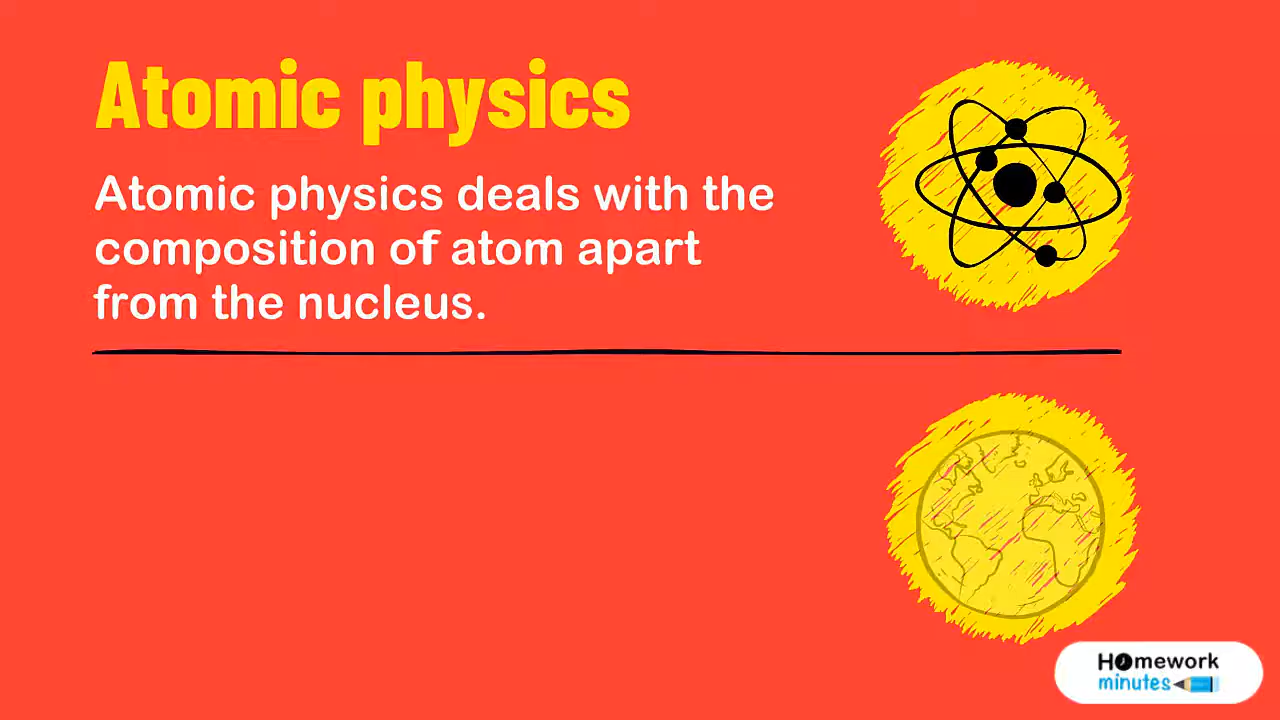 Atomic physics
Atomic physics deals with the
composition of atom apart
from the nucleus.
Homework
minutes